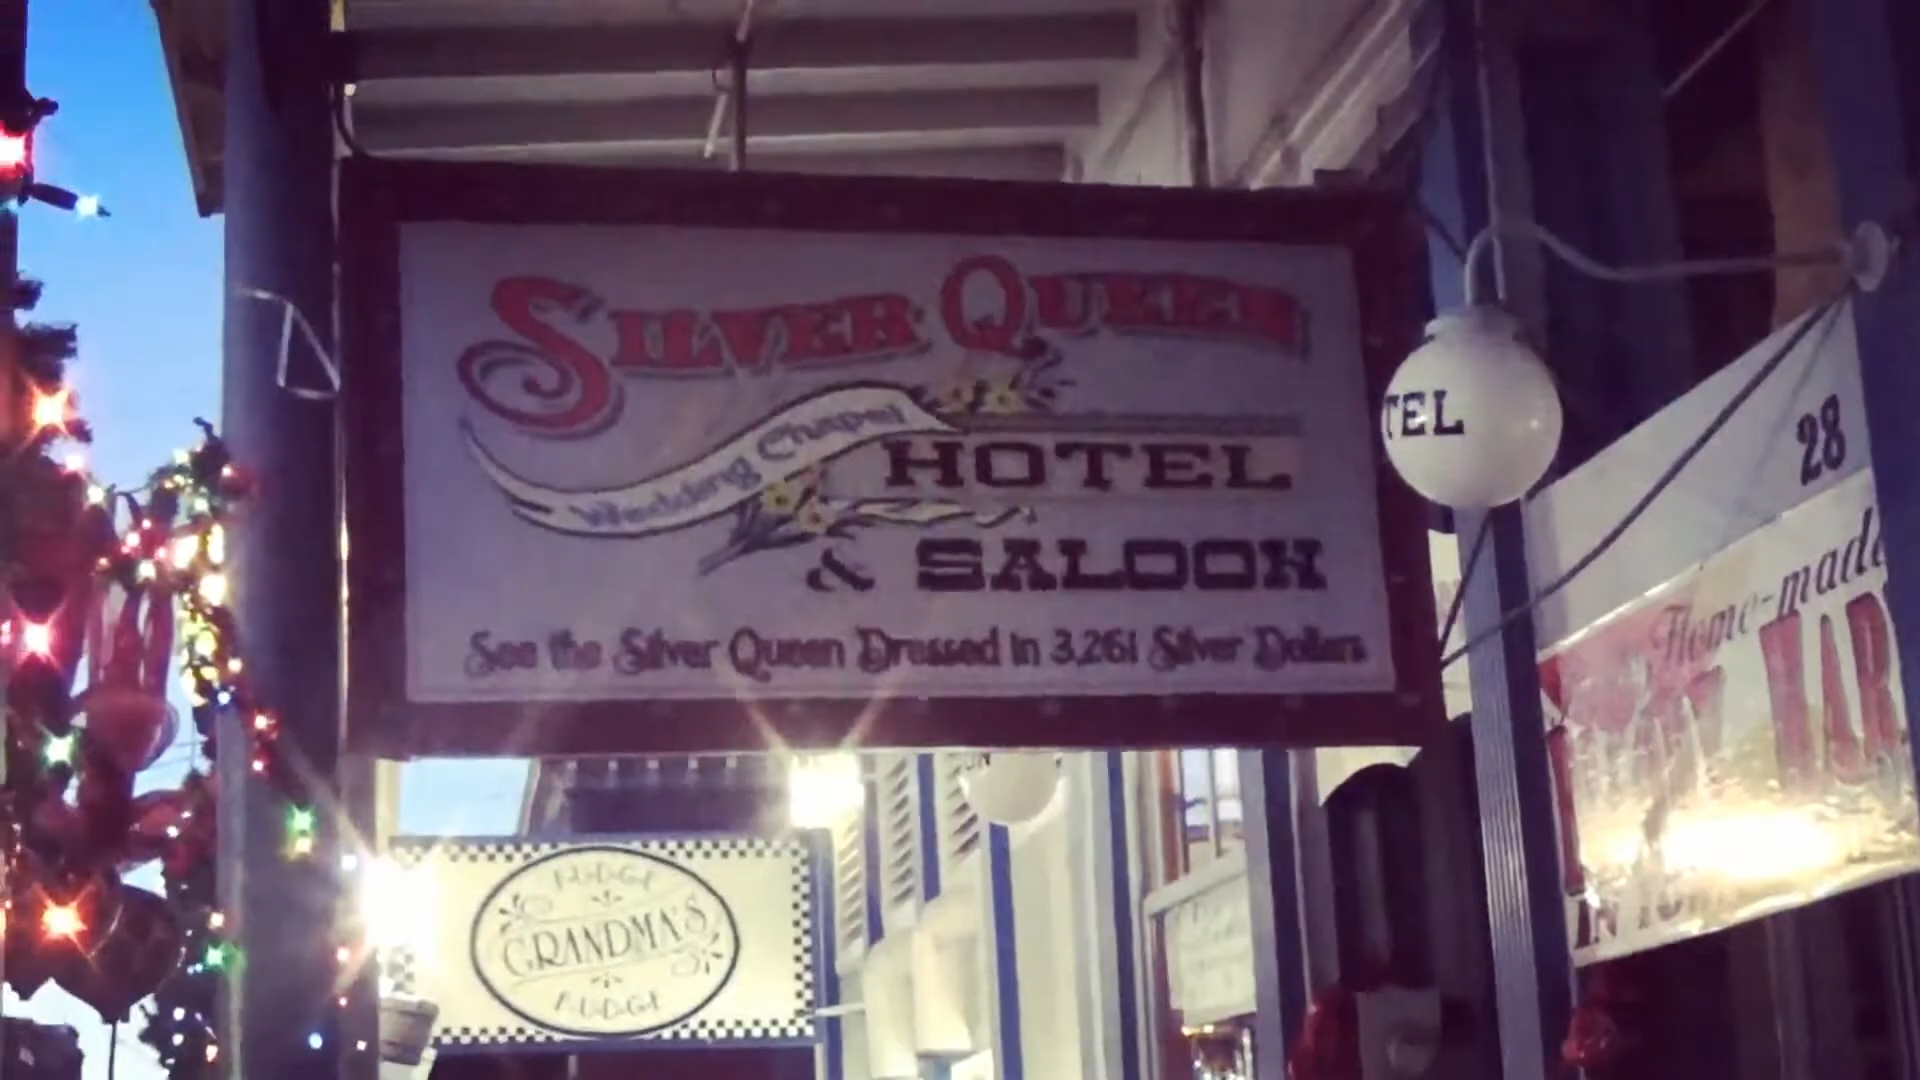 SILVER QUEEN
Wedding Chapel
HOTEL
& SALOON
See the Silver Queen Dressed in 3,261 Silver Dollars
TEL
28
Home-made
IN
FUDGE
GRANDMA'S
FUDGE